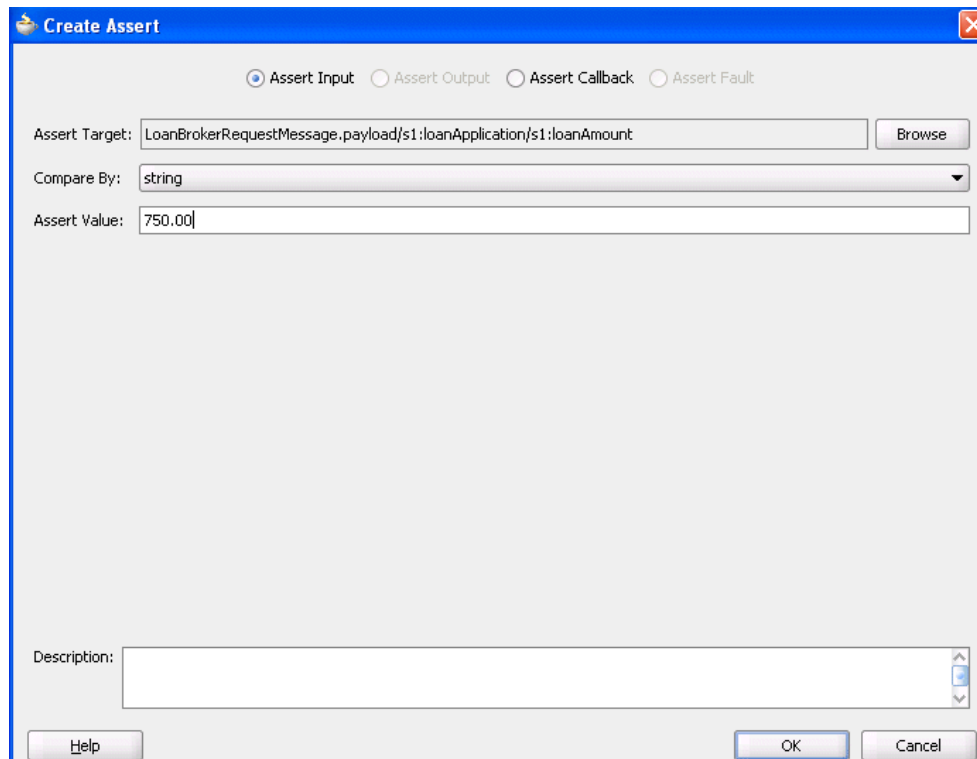 Create Assert
Assert Input Assert Output Assert Callback Assert Fault
Assert Target: LoanBrokerRequestMessage.payload/s1:loanApplication/s1:loanAmount Browse
Compare By: string
Assert Value: 750.00
Description:
Help OK Cancel